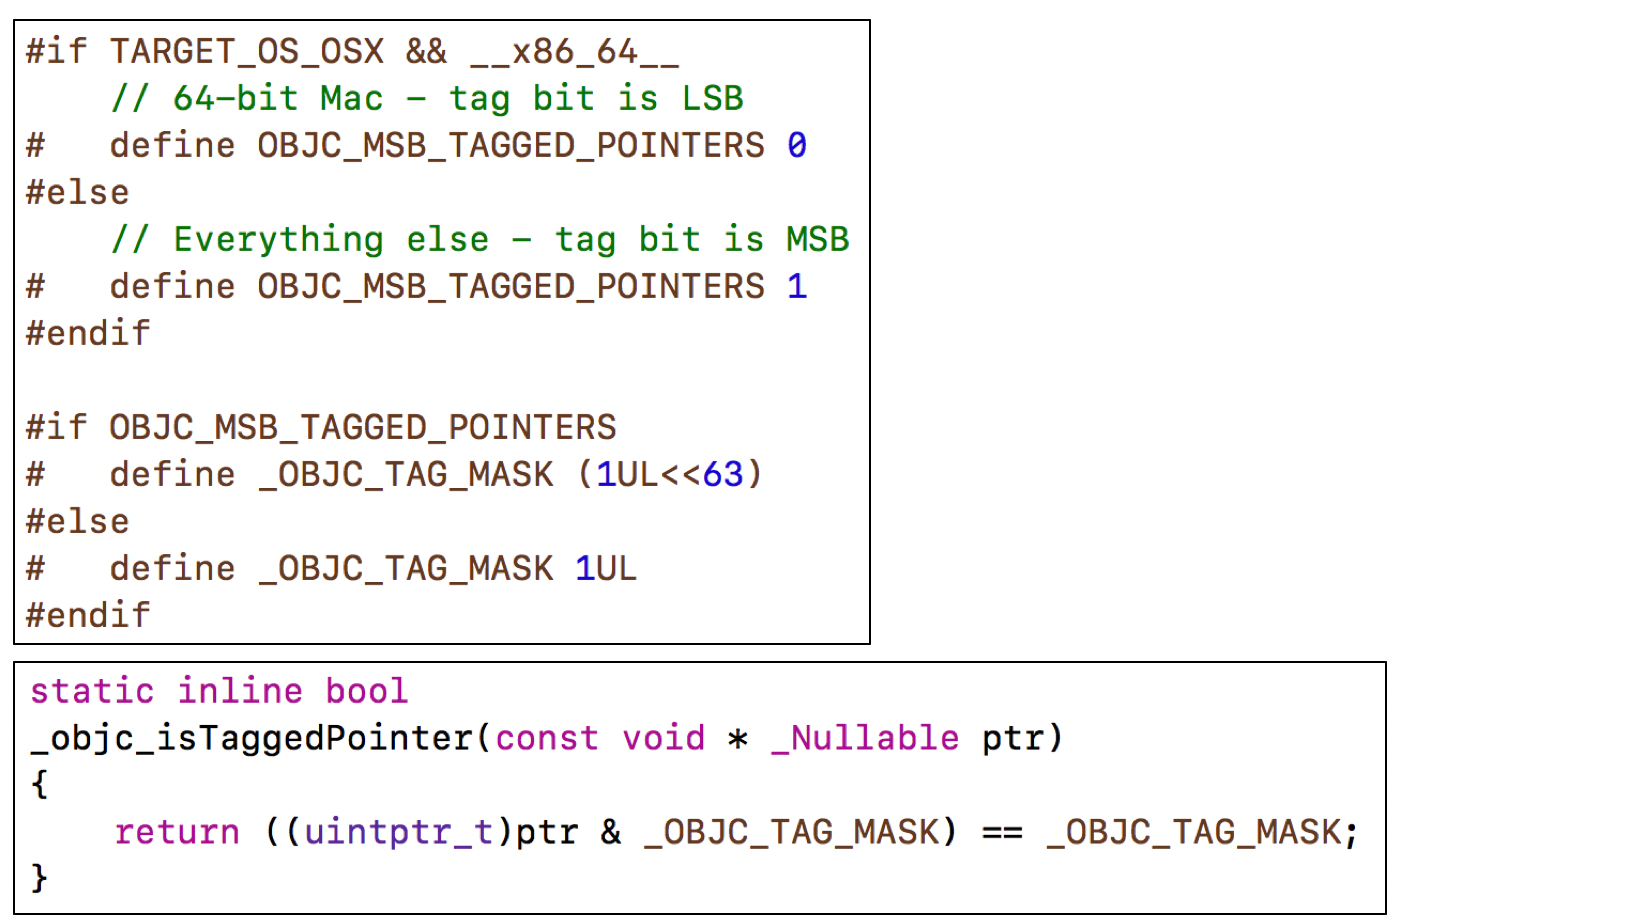 #if TARGET_OS_OSX && __x86_64__
    // 64-bit Mac - tag bit is LSB
#   define OBJC_MSB_TAGGED_POINTERS 0
#else
    // Everything else - tag bit is MSB
#   define OBJC_MSB_TAGGED_POINTERS 1
#endif

#if OBJC_MSB_TAGGED_POINTERS
#   define _OBJC_TAG_MASK (1UL<<63)
#else
#   define _OBJC_TAG_MASK 1UL
#endif

static inline bool
_objc_isTaggedPointer(const void * _Nullable ptr)
{
    return ((uintptr_t)ptr & _OBJC_TAG_MASK) == _OBJC_TAG_MASK;
}